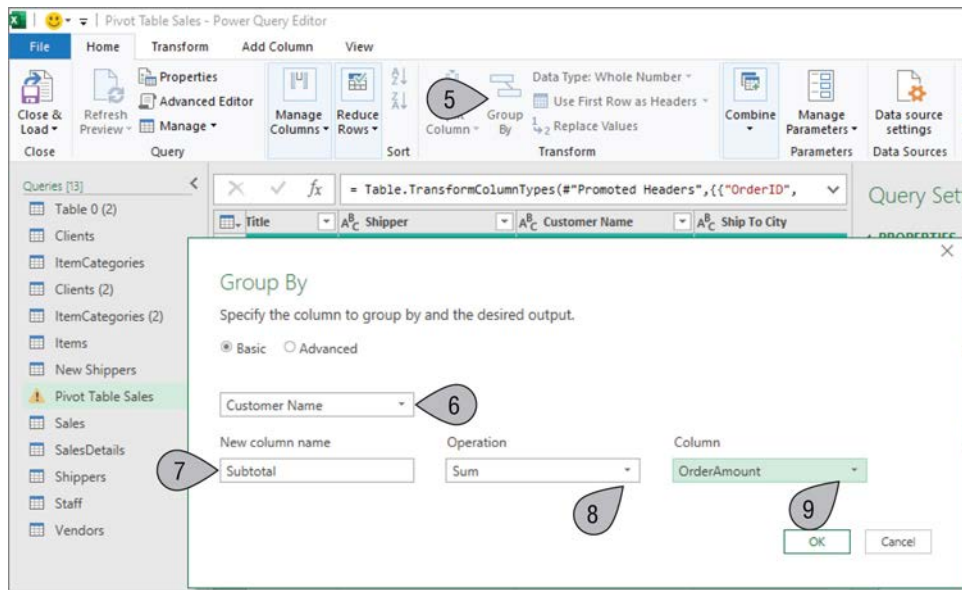 Pivot Table Sales - Power Query Editor
File Home Transform Add Column View
Close & Load
Refresh Preview
Properties
Advanced Editor
Manage
Manage Columns
Reduce Rows
5
Column
Group By
Data Type: Whole Number
Use First Row as Headers
Replace Values
Combine
Manage Parameters
Data source settings
Close Query Sort Transform Parameters Data Sources
Queries [13]
fx = Table.TransformColumnTypes(#"Promoted Headers",{{"OrderID",
Query Set
Title Shipper Customer Name Ship To City
Table 0 (2)
Clients
ItemCategories
Clients (2)
ItemCategories (2)
Items
New Shippers
Pivot Table Sales
Sales
SalesDetails
Shippers
Staff
Vendors
Group By
Specify the column to group by and the desired output.
Basic Advanced
Customer Name 6
New column name Operation Column
7 Subtotal Sum OrderAmount
8 9
OK Cancel